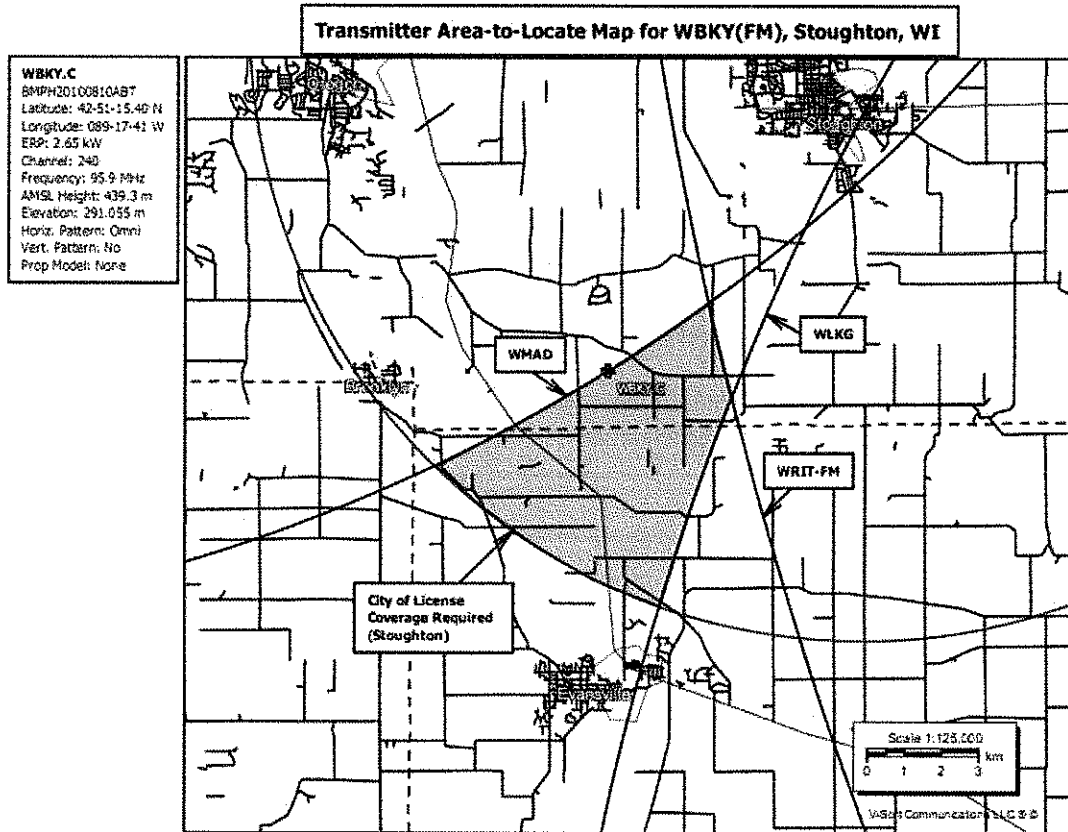 Transmitter Area-to-Locate Map for WBKY(FM), Stoughton, WI
WBKY.C
BMPH20100810ABT
Latitude: 42-51-15.40 N
Longitude: 089-17-41 W
ERP: 2.65 kW
Channel: 240
Frequency: 95.9 MHz
AMSL Height: 439.3 m
Elevation: 291.055 m
Horiz. Pattern: Omni
Vert. Pattern: No
Prop Model: None
Stoughton
WLKG
WMAD
Brooklyn
WBKY.C
WRIT-FM
City of License
Coverage Required
(Stoughton)
Evansville
Scale 1:125,000
0 1 2 3 km
V-Soft Communications LLC ® ©